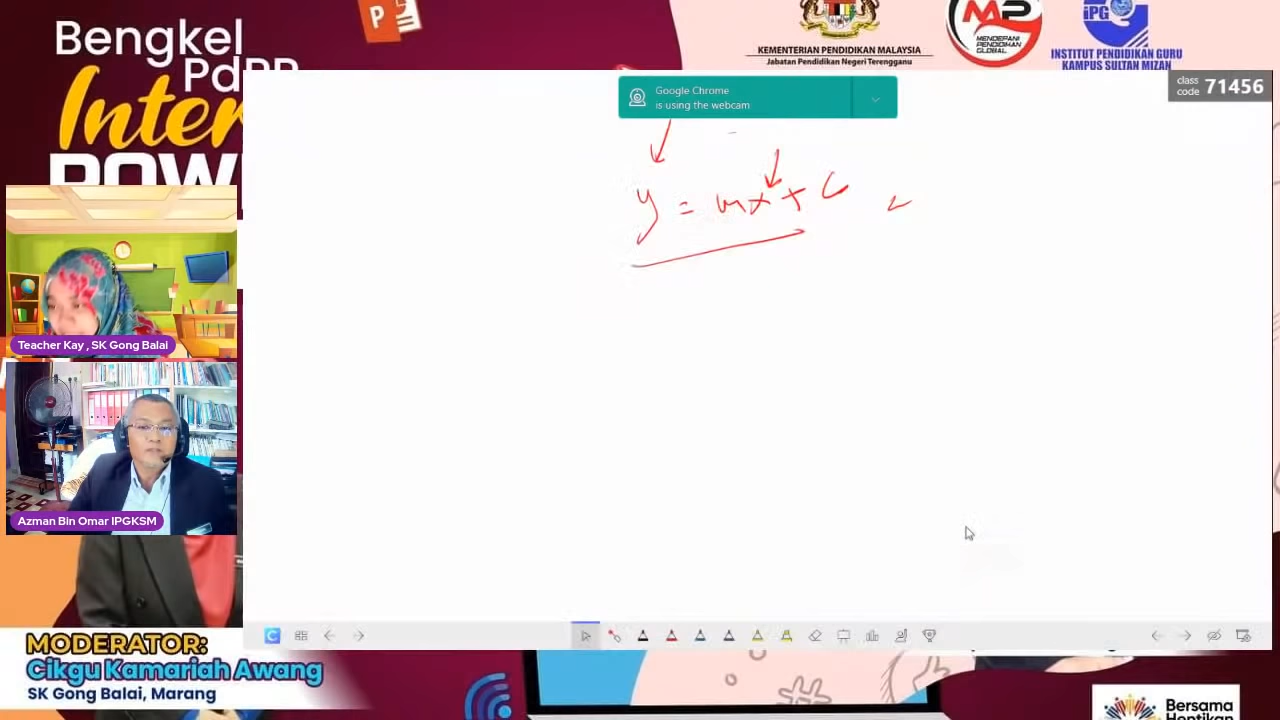 Bengkel
PdPP
Inter
POW
KEMENTERIAN PENDIDIKAN MALAYSIA
Jabatan Pendidikan Negeri Terengganu
MAP
MENDEPANI
PENDIDIKAN
GLOBAL
iPG
INSTITUT PENDIDIKAN GURU
KAMPUS SULTAN MIZAN
class
code 71456
Google Chrome
is using the webcam
y = mx + c
Teacher Kay , SK Gong Balai
Azman Bin Omar IPGKSM
MODERATOR:
Cikgu Kamariah Awang
SK Gong Balai, Marang
Bersama